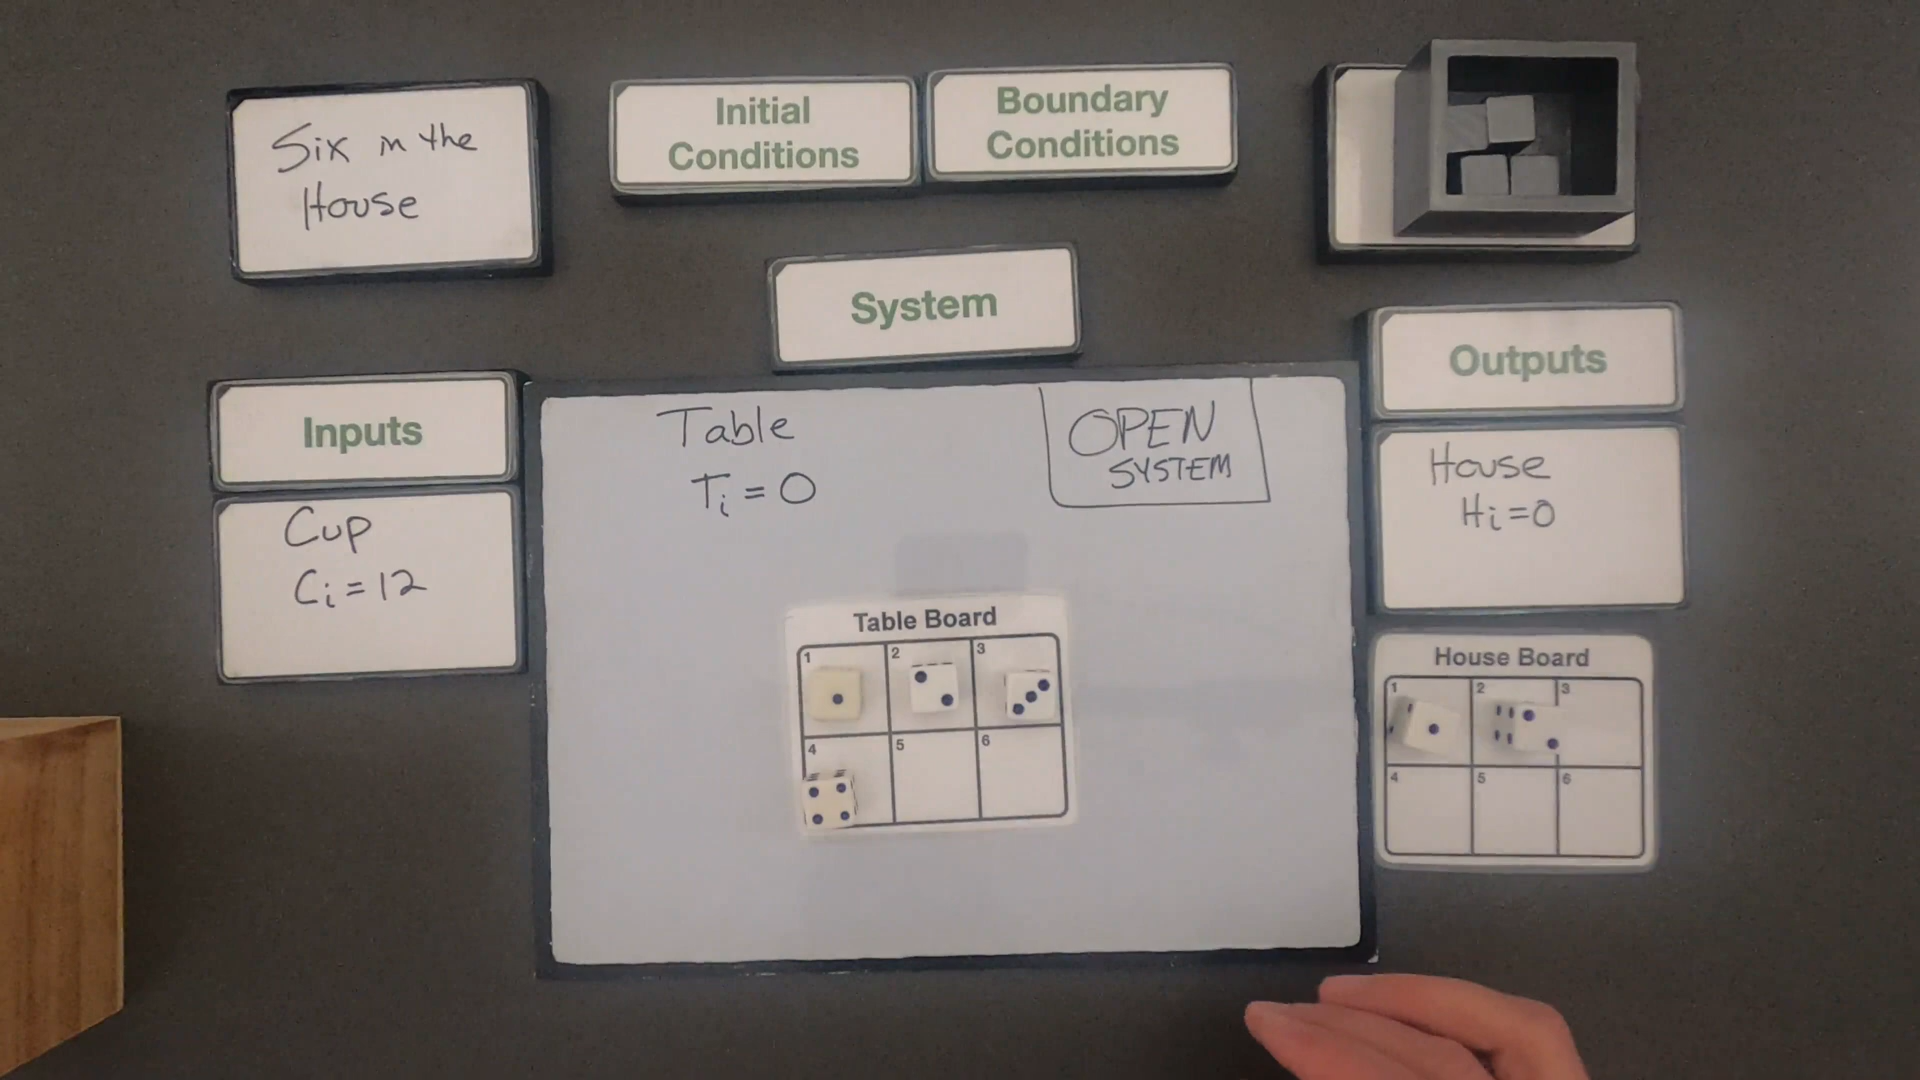 Six in the
House
Initial
Conditions
Boundary
Conditions
System
Inputs
Cup
Ci = 12
Table
Ti = 0
OPEN
SYSTEM
Outputs
House
Hi = 0
Table Board
1 2 3
4 5 6
House Board
1 2 3
4 5 6